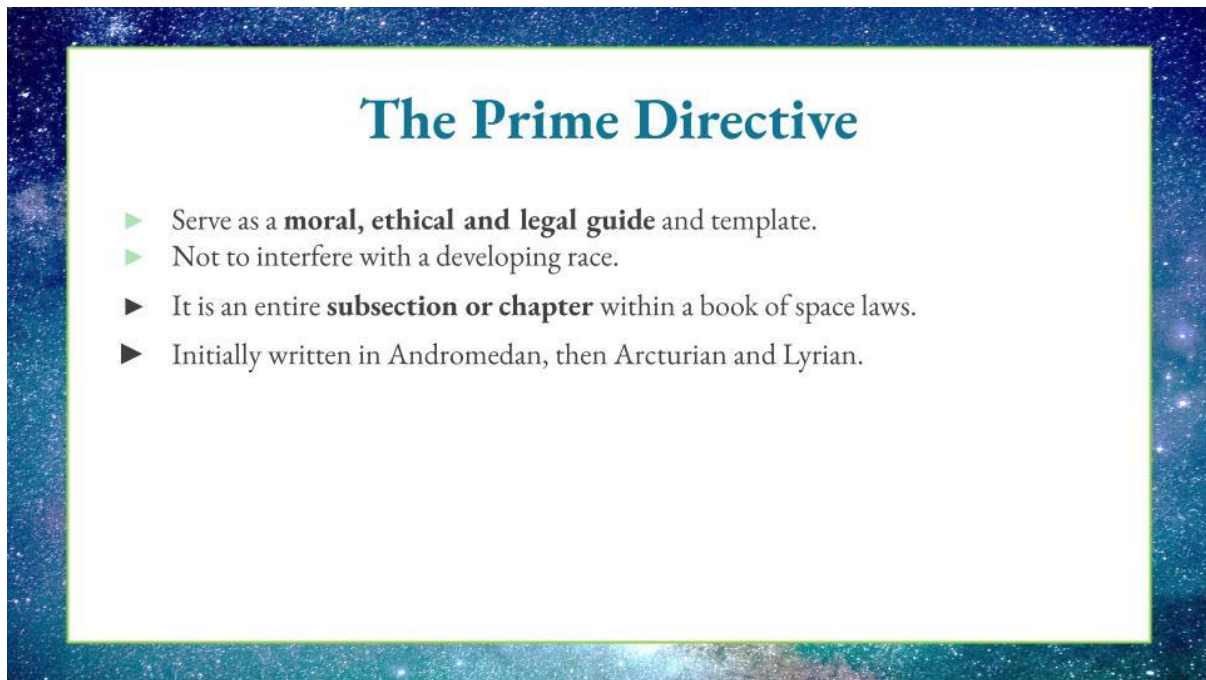 The Prime Directive
► Serve as a moral, ethical and legal guide and template.
► Not to interfere with a developing race.
► It is an entire subsection or chapter within a book of space laws.
► Initially written in Andromedan, then Arcturian and Lyrian.